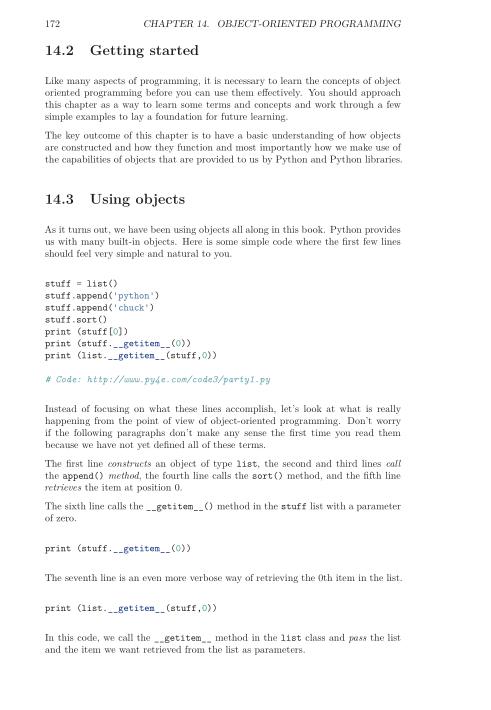 172 CHAPTER 14. OBJECT-ORIENTED PROGRAMMING
14.2 Getting started
Like many aspects of programming, it is necessary to learn the concepts of object
oriented programming before you can use them effectively. You should approach
this chapter as a way to learn some terms and concepts and work through a few
simple examples to lay a foundation for future learning.
The key outcome of this chapter is to have a basic understanding of how objects
are constructed and how they function and most importantly how we make use of
the capabilities of objects that are provided to us by Python and Python libraries.
14.3 Using objects
As it turns out, we have been using objects all along in this book. Python provides
us with many built-in objects. Here is some simple code where the first few lines
should feel very simple and natural to you.
stuff = list()
stuff.append('python')
stuff.append('chuck')
stuff.sort()
print (stuff[0])
print (stuff.__getitem__(0))
print (list.__getitem__(stuff,0))
# Code: http://www.py4e.com/code3/party1.py
Instead of focusing on what these lines accomplish, let's look at what is really
happening from the point of view of object-oriented programming. Don't worry
if the following paragraphs don't make any sense the first time you read them
because we have not yet defined all of these terms.
The first line constructs an object of type list, the second and third lines call
the append() method, the fourth line calls the sort() method, and the fifth line
retrieves the item at position 0.
The sixth line calls the __getitem__() method in the stuff list with a parameter
of zero.
print (stuff.__getitem__(0))
The seventh line is an even more verbose way of retrieving the 0th item in the list.
print (list.__getitem__(stuff,0))
In this code, we call the __getitem__ method in the list class and pass the list
and the item we want retrieved from the list as parameters.